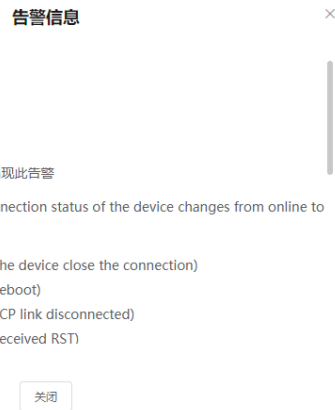 告警信息
现此告警
nection status of the device changes from online to
he device close the connection)
eboot)
CP link disconnected)
eceived RST)
关闭